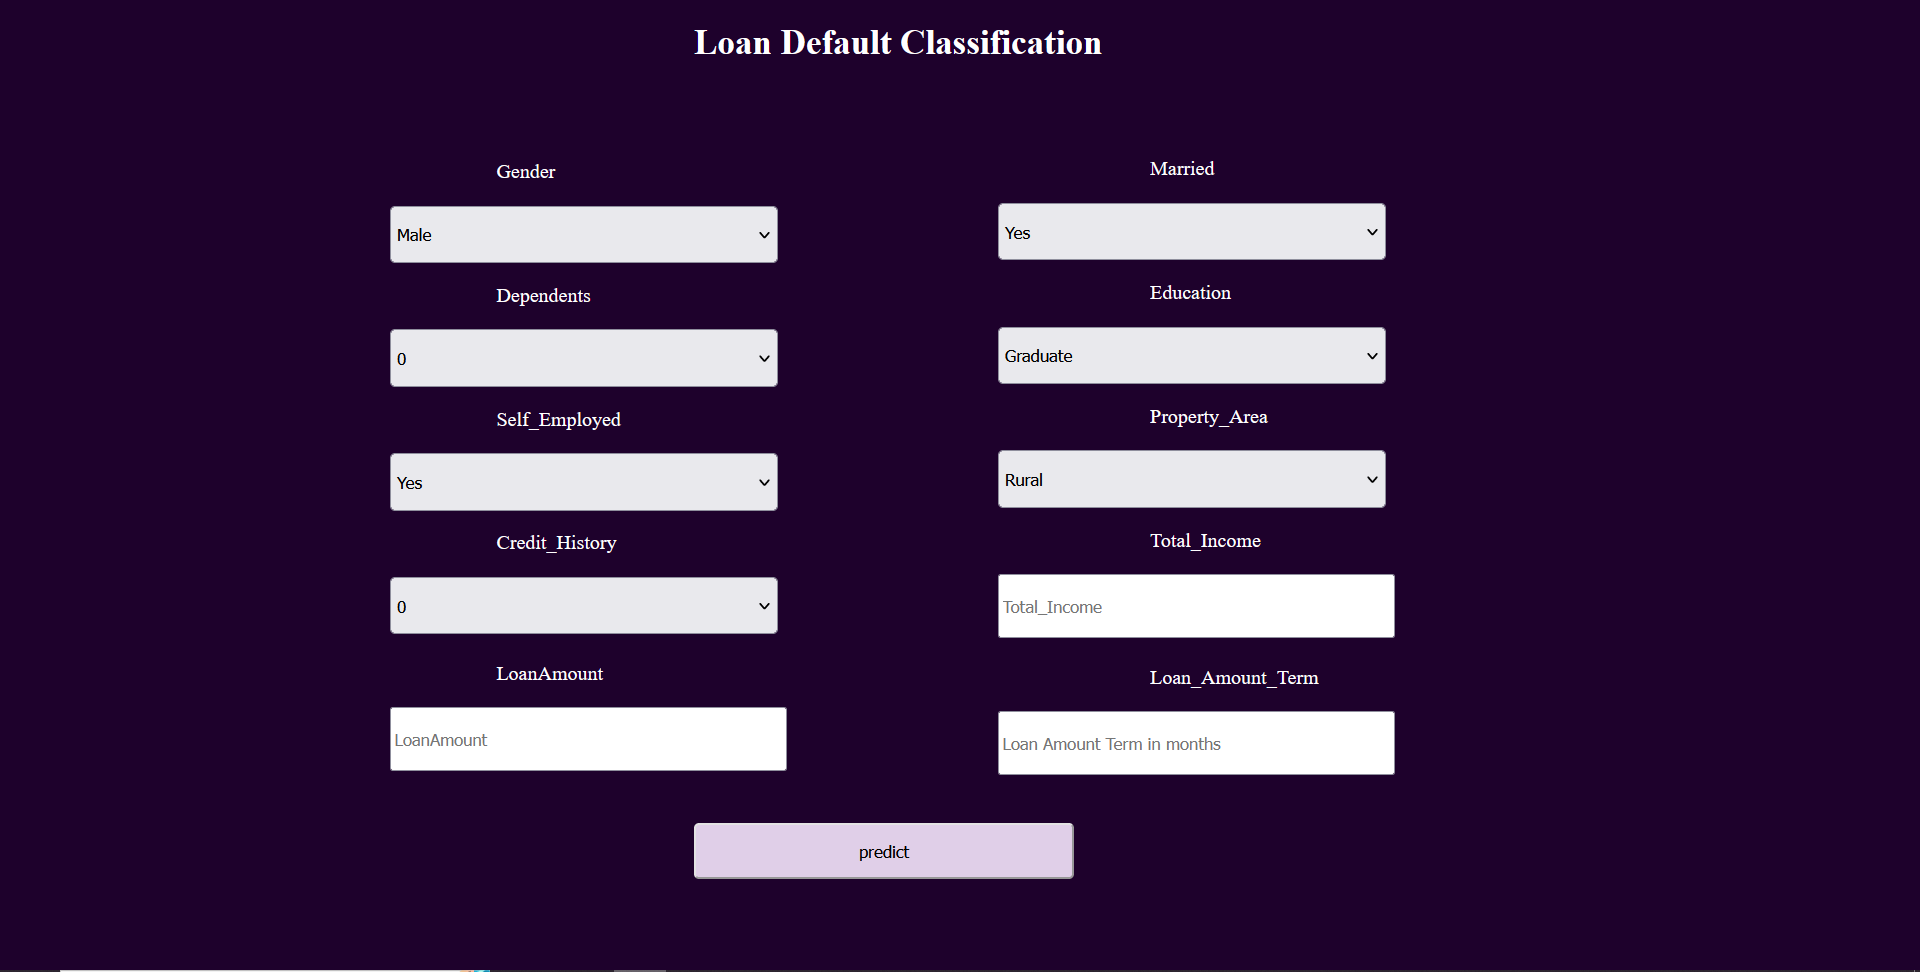 Loan Default Classification
Gender
Married
Male
Yes
Dependents
Education
0
Graduate
Self_Employed
Property_Area
Yes
Rural
Credit_History
Total_Income
0
Total_Income
LoanAmount
Loan_Amount_Term
LoanAmount
Loan Amount Term in months
predict